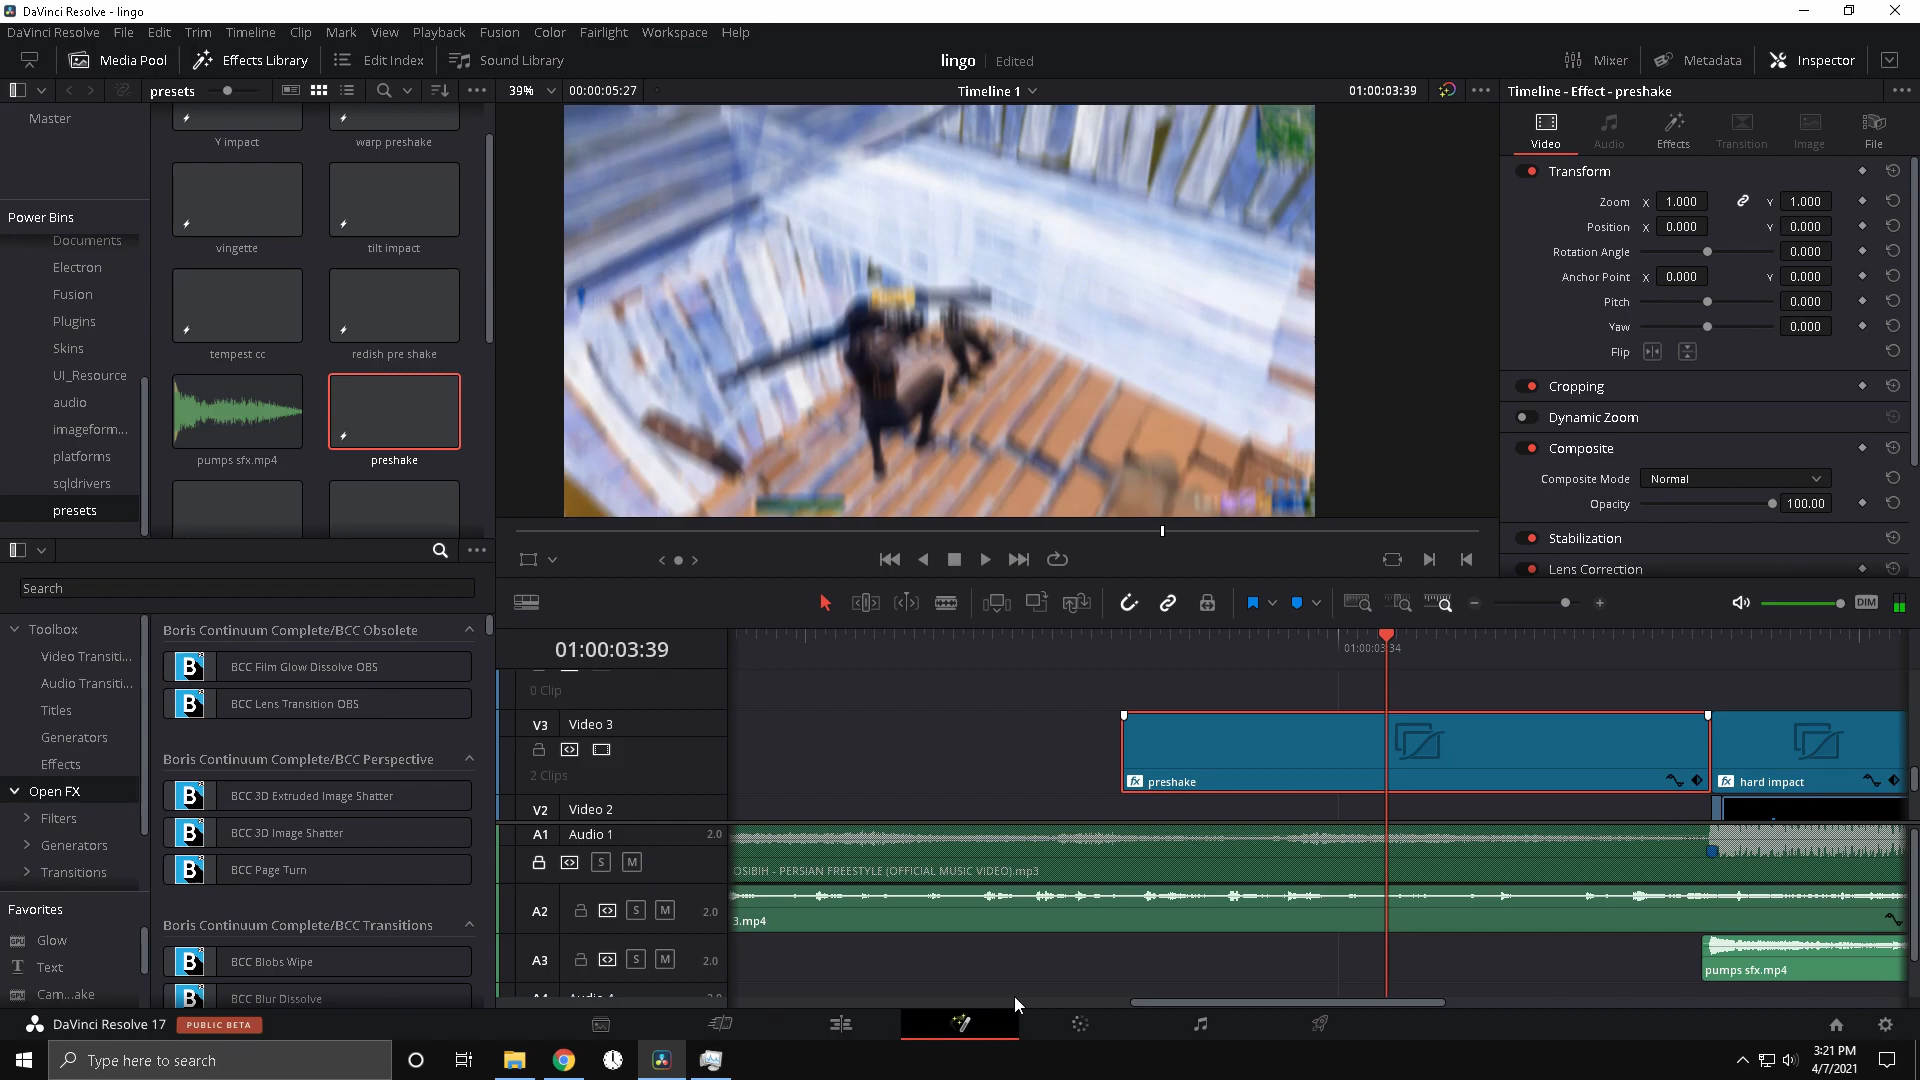 DaVinci Resolve - lingo
DaVinci Resolve File Edit Trim Timeline Clip Mark View Playback Fusion Color Fairlight Workspace Help
Media Pool Effects Library Edit Index Sound Library lingo Edited Mixer Metadata Inspector
presets 39% 00:00:05:27 Timeline 1 01:00:03:39 Timeline - Effect - preshake
Master
Y impact warp preshake
Video Audio Effects Transition Image File
Transform
Zoom X 1.000 Y 1.000
Position X 0.000 Y 0.000
Rotation Angle 0.000
Anchor Point X 0.000 Y 0.000
Pitch 0.000
Yaw 0.000
Flip
Cropping
Dynamic Zoom
Composite
Composite Mode Normal
Opacity 100.00
Stabilization
Lens Correction
Power Bins
Documents
Electron
Fusion
Plugins
Skins
UI_Resource
audio
imageform...
platforms
sqldrivers
presets
vingette tilt impact
tempest cc redish pre shake
pumps sfx.mp4 preshake
Search
Toolbox
Video Transiti...
Audio Transiti...
Titles
Generators
Effects
Open FX
Filters
Generators
Transitions
Favorites
GPU Glow
T Text
GPU Cam...ake
Boris Continuum Complete/BCC Obsolete
B BCC Film Glow Dissolve OBS
B BCC Lens Transition OBS
Boris Continuum Complete/BCC Perspective
B BCC 3D Extruded Image Shatter
B BCC 3D Image Shatter
B BCC Page Turn
Boris Continuum Complete/BCC Transitions
B BCC Blobs Wipe
B BCC Blur Dissolve
DIM
01:00:03:39
01:00:03:34
0 Clip
V3 Video 3
2 Clips
fx preshake
fx hard impact
V2 Video 2
A1 Audio 1 2.0
S M
OSIBIH - PERSIAN FREESTYLE (OFFICIAL MUSIC VIDEO).mp3
A2 S M 2.0
3.mp4
A3 S M 2.0
pumps sfx.mp4
DaVinci Resolve 17 PUBLIC BETA
Type here to search
3:21 PM
4/7/2021